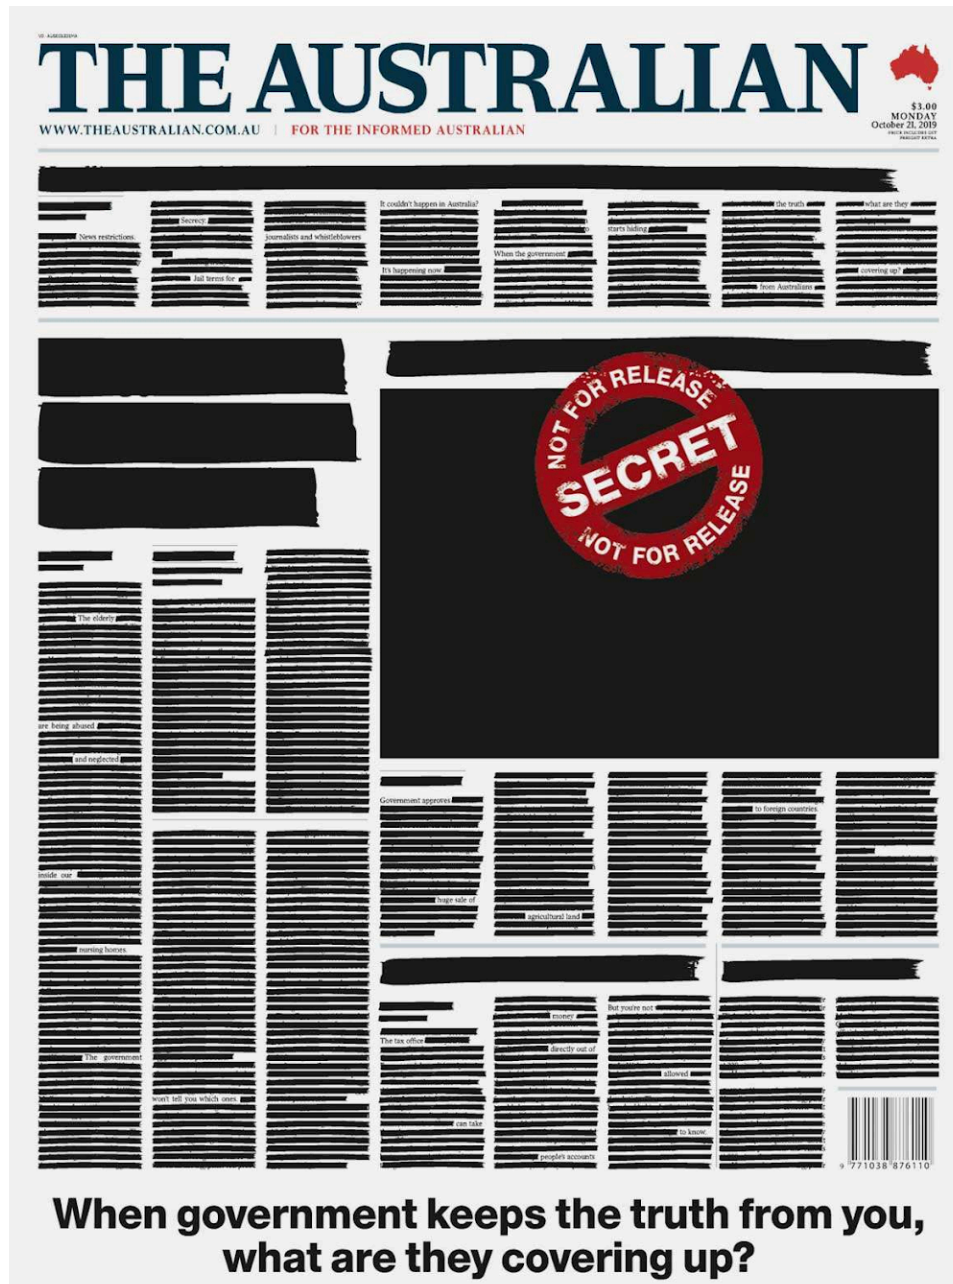 THE AUSTRALIAN
WWW.THEAUSTRALIAN.COM.AU | FOR THE INFORMED AUSTRALIAN
$3.00
MONDAY
October 21, 2019
News restrictions.
Secrecy.
Jail terms for
journalists and whistleblowers
It couldn't happen in Australia?
It's happening now.
When the government
starts hiding
the truth
from Australians
what are they
covering up?
NOT FOR RELEASE
SECRET
NOT FOR RELEASE
The elderly
are being abused
and neglected
inside our
nursing homes.
The government
won't tell you which ones.
Government approves
huge sale of
agricultural land
to foreign countries.
The tax office
can take
money
directly out of
people's accounts
But you're not
allowed
to know.
9 771038 876110
When government keeps the truth from you,
what are they covering up?